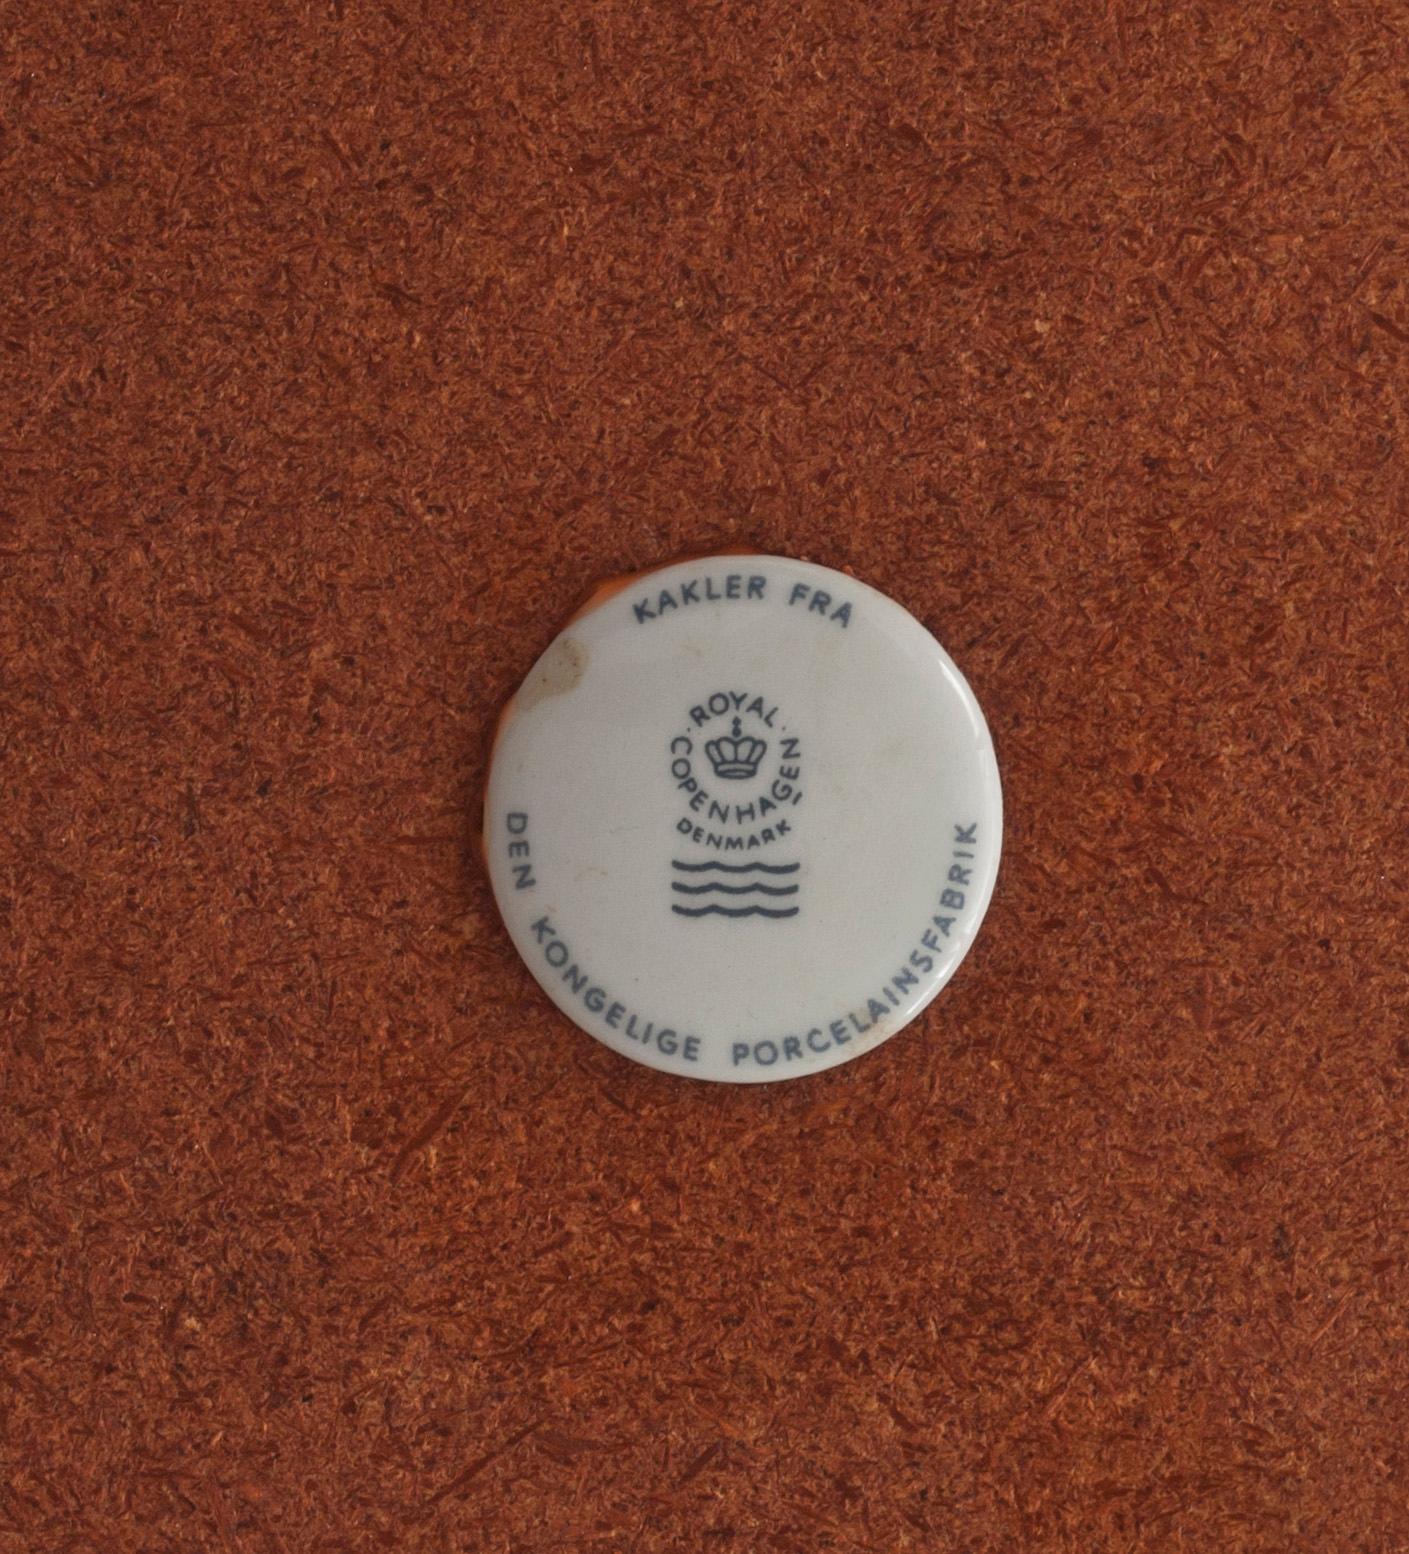 KAKLER FRA
ROYAL
COPENHAGEN
DENMARK
DEN KONGELIGE PORCELAINSFABRIK